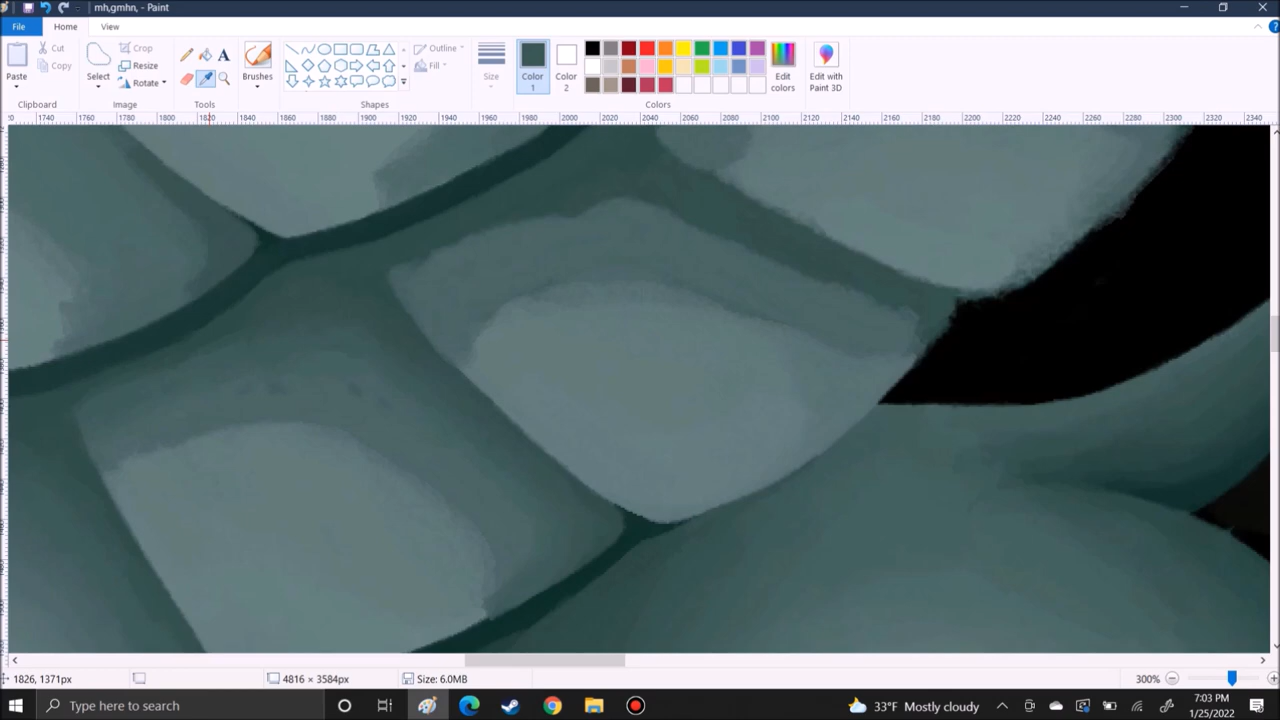 mh,gmhn, - Paint
File Home View
Paste Cut Copy Clipboard
Select Crop Resize Rotate Image
A Tools
Brushes
Outline Fill Shapes
Size
Color 1
Color 2
Edit colors
Colors
Edit with Paint 3D
1740 1760 1780 1800 1820 1840 1860 1880 1900 1920 1940 1960 1980 2000 2020 2040 2060 2080 2100 2120 2140 2160 2180 2200 2220 2240 2260 2280 2300 2320 2340
1826, 1371px 4816 × 3584px Size: 6.0MB 300%
Type here to search 33°F Mostly cloudy 7:03 PM
1/25/2022